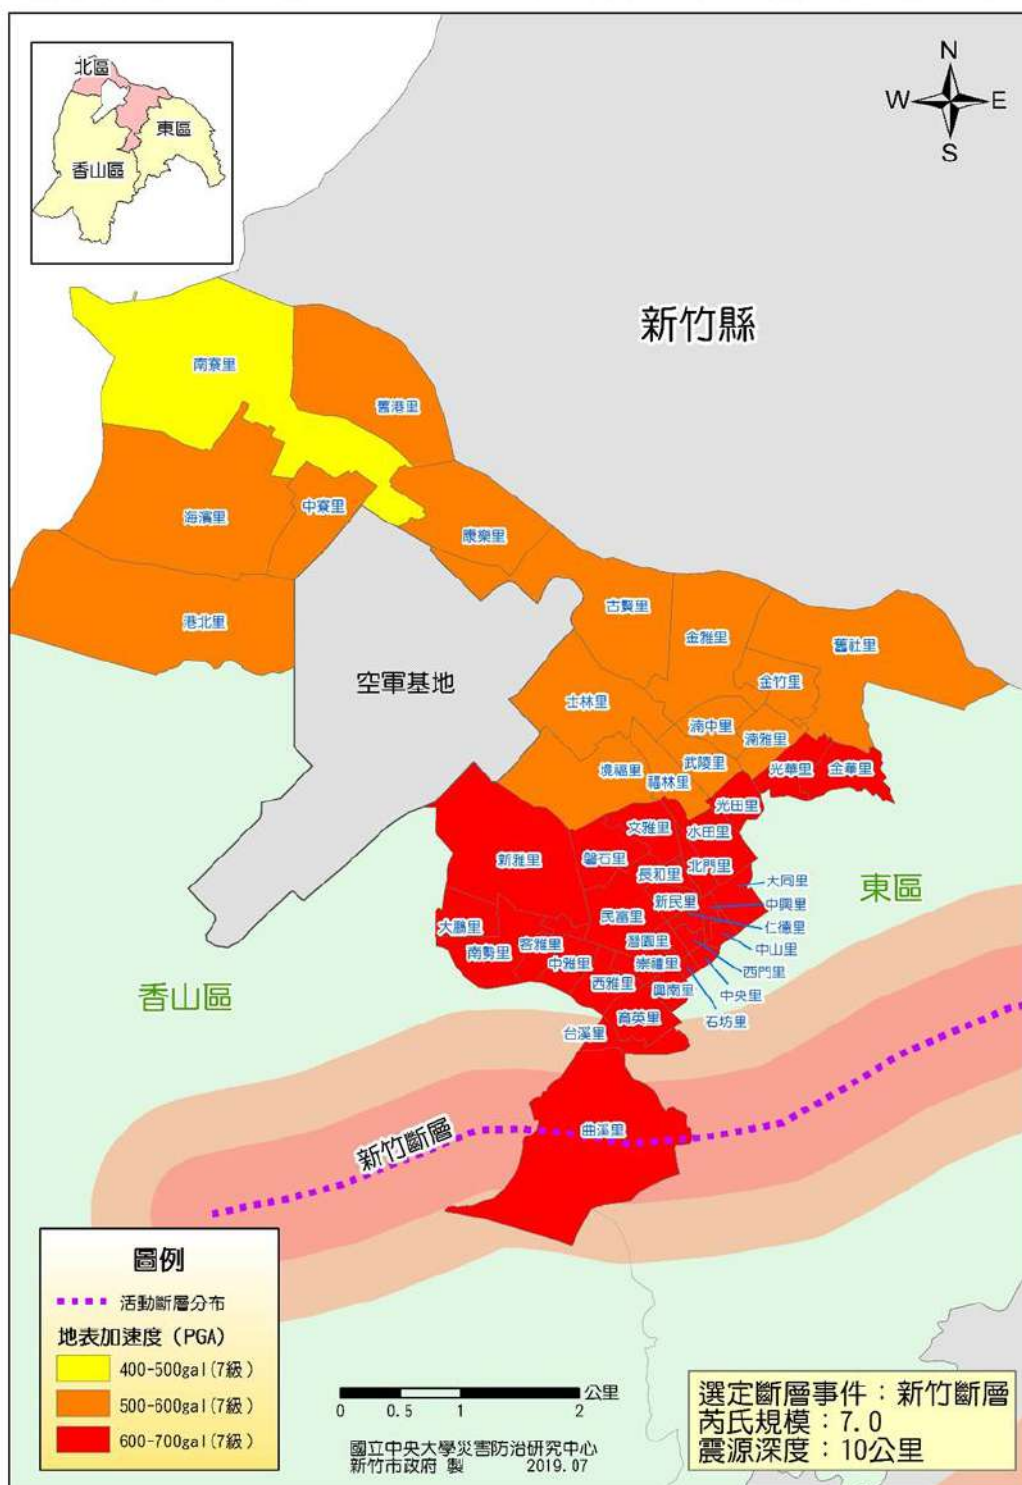 北區
東區
香山區
N
W
E
S
新竹縣
南寮里
舊港里
海濱里
中寮里
康樂里
港北里
古賢里
金雅里
舊社里
空軍基地
金竹里
士林里
湳中里
湳雅里
境福里
武陵里
福林里
光華里
金華里
光田里
文雅里
水田里
新雅里
磐石里
長和里
北門里
大同里
東區
新民里
中興里
民富里
仁德里
大鵬里
南勢里
客雅里
潛園里
中山里
中雅里
崇禮里
西門里
西雅里
興南里
中央里
香山區
育英里
石坊里
台溪里
曲溪里
新竹斷層
圖例
活動斷層分布
地表加速度(PGA)
400-500gal(7級)
500-600gal(7級)
600-700gal(7級)
公里
0 0.5 1 2
國立中央大學災害防治研究中心
新竹市政府 製 2019.07
選定斷層事件：新竹斷層
芮氏規模：7.0
震源深度：10公里